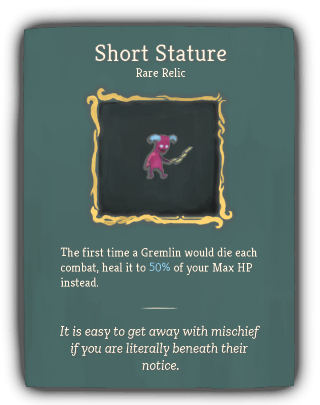 Short Stature
Rare Relic
The first time a Gremlin would die each
combat, heal it to 50% of your Max HP
instead.
It is easy to get away with mischief
if you are literally beneath their
notice.